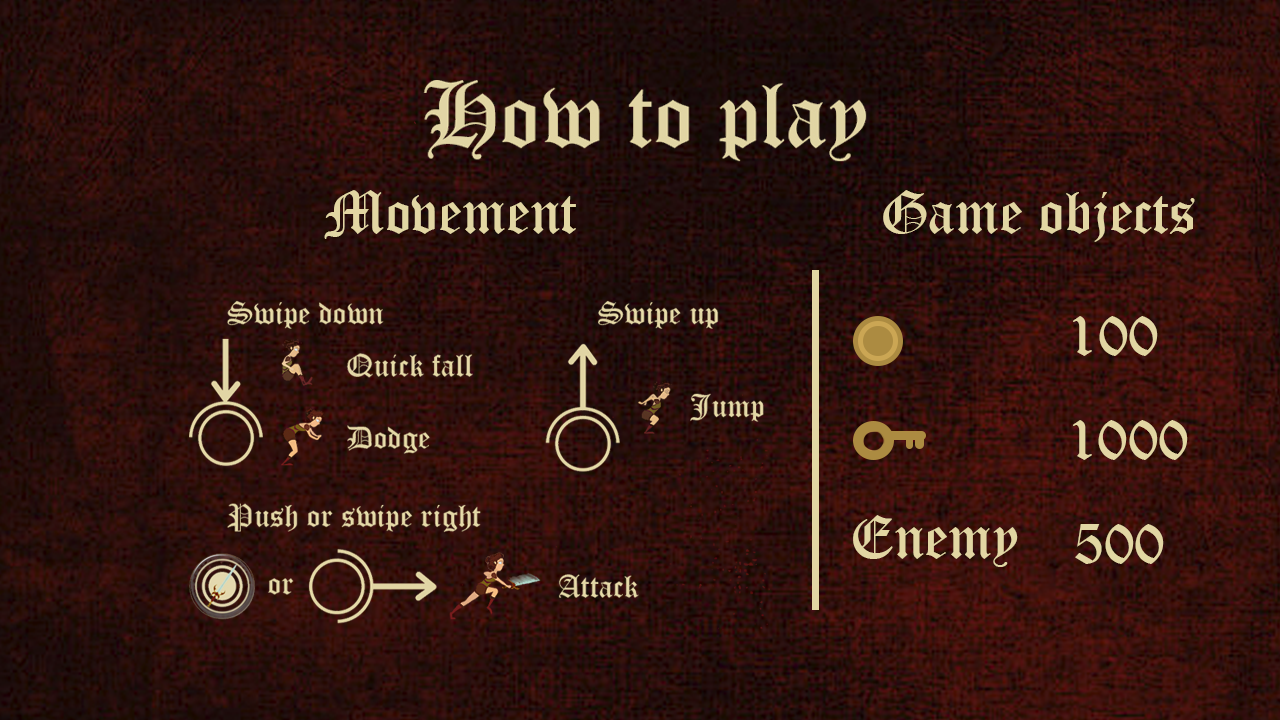 How to play
Movement
Swipe down
Quick fall
Dodge
Swipe up
Jump
Push or swipe right
or
Attack
Game objects
100
1000
Enemy 500